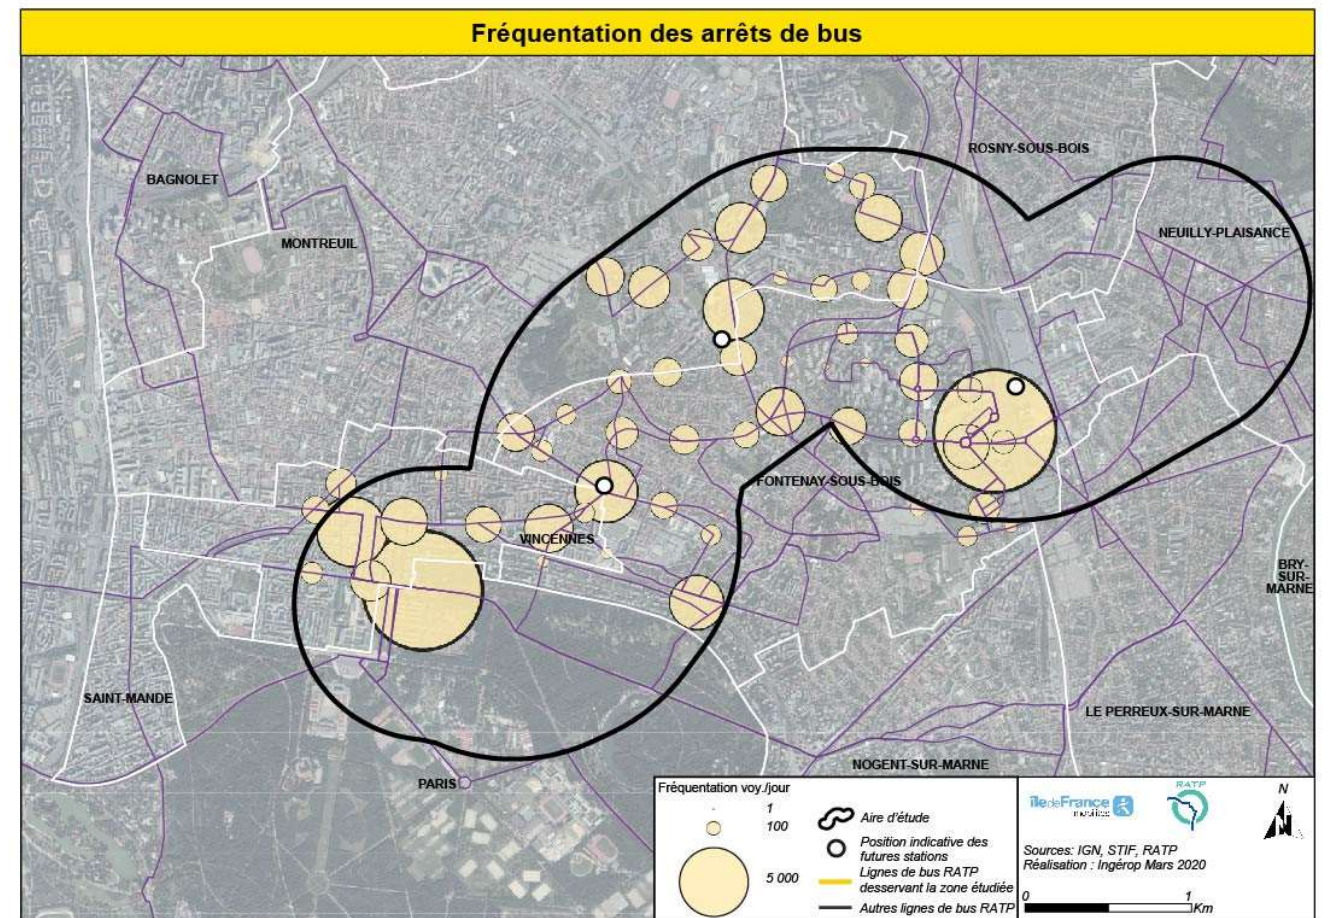 Fréquentation des arrêts de bus
ROSNY-SOUS-BOIS
BAGNOLET
NEUILLY-PLAISANCE
MONTREUIL
FONTENAY-SOUS-BOIS
VINCENNES
BRY-
SUR-
MARNE
SAINT-MANDE
LE PERREUX-SUR-MARNE
NOGENT-SUR-MARNE
PARIS
Fréquentation voy./jour
1
100
5 000
Aire d'étude
Position indicative des
futures stations
Lignes de bus RATP
desservant la zone étudiée
Autres lignes de bus RATP
îledeFrance
mobilités
RATP
N
Sources: IGN, STIF, RATP
Réalisation : Ingérop Mars 2020
0 1
Km